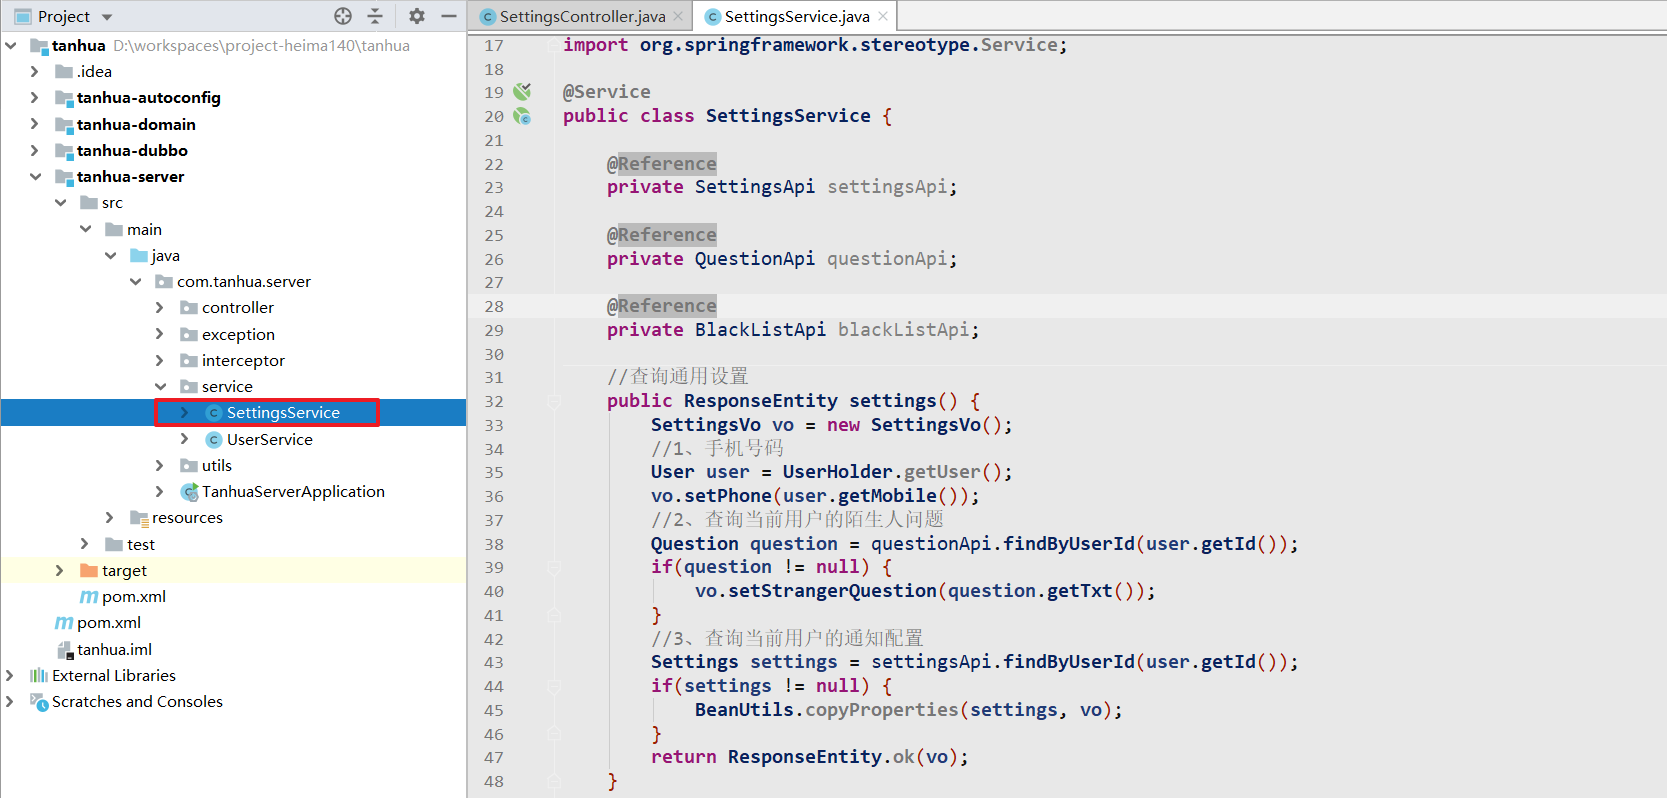 Project
tanhua D:\workspaces\project-heima140\tanhua
.idea
tanhua-autoconfig
tanhua-domain
tanhua-dubbo
tanhua-server
src
main
java
com.tanhua.server
controller
exception
interceptor
service
SettingsService
UserService
utils
TanhuaServerApplication
resources
test
target
pom.xml
pom.xml
tanhua.iml
External Libraries
Scratches and Consoles
SettingsController.java
SettingsService.java
17 import org.springframework.stereotype.Service;
18
19 @Service
20 public class SettingsService {
21
22 @Reference
23 private SettingsApi settingsApi;
24
25 @Reference
26 private QuestionApi questionApi;
27
28 @Reference
29 private BlackListApi blackListApi;
30
31 //查询通用设置
32 public ResponseEntity settings() {
33 SettingsVo vo = new SettingsVo();
34 //1、手机号码
35 User user = UserHolder.getUser();
36 vo.setPhone(user.getMobile());
37 //2、查询当前用户的陌生人问题
38 Question question = questionApi.findByUserId(user.getId());
39 if(question != null) {
40 vo.setStrangerQuestion(question.getTxt());
41 }
42 //3、查询当前用户的通知配置
43 Settings settings = settingsApi.findByUserId(user.getId());
44 if(settings != null) {
45 BeanUtils.copyProperties(settings, vo);
46 }
47 return ResponseEntity.ok(vo);
48 }